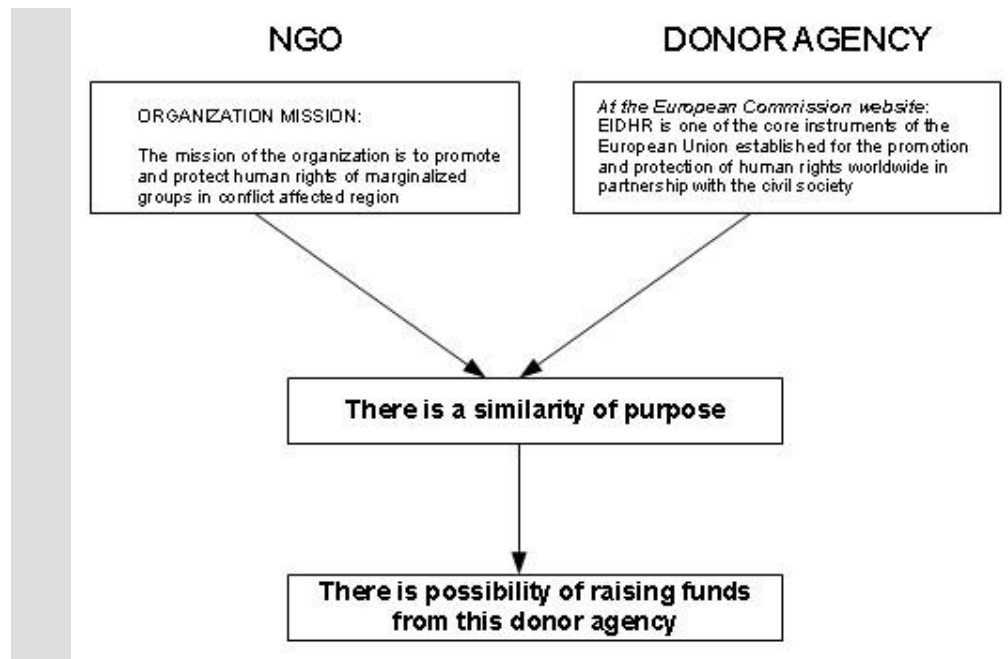 NGO
DONOR AGENCY
ORGANIZATION MISSION:
The mission of the organization is to promote
and protect human rights of marginalized
groups in conflict affected region
At the European Commission website:
EIDHR is one of the core instruments of the
European Union established for the promotion
and protection of human rights worldwide in
partnership with the civil society
There is a similarity of purpose
There is possibility of raising funds
from this donor agency